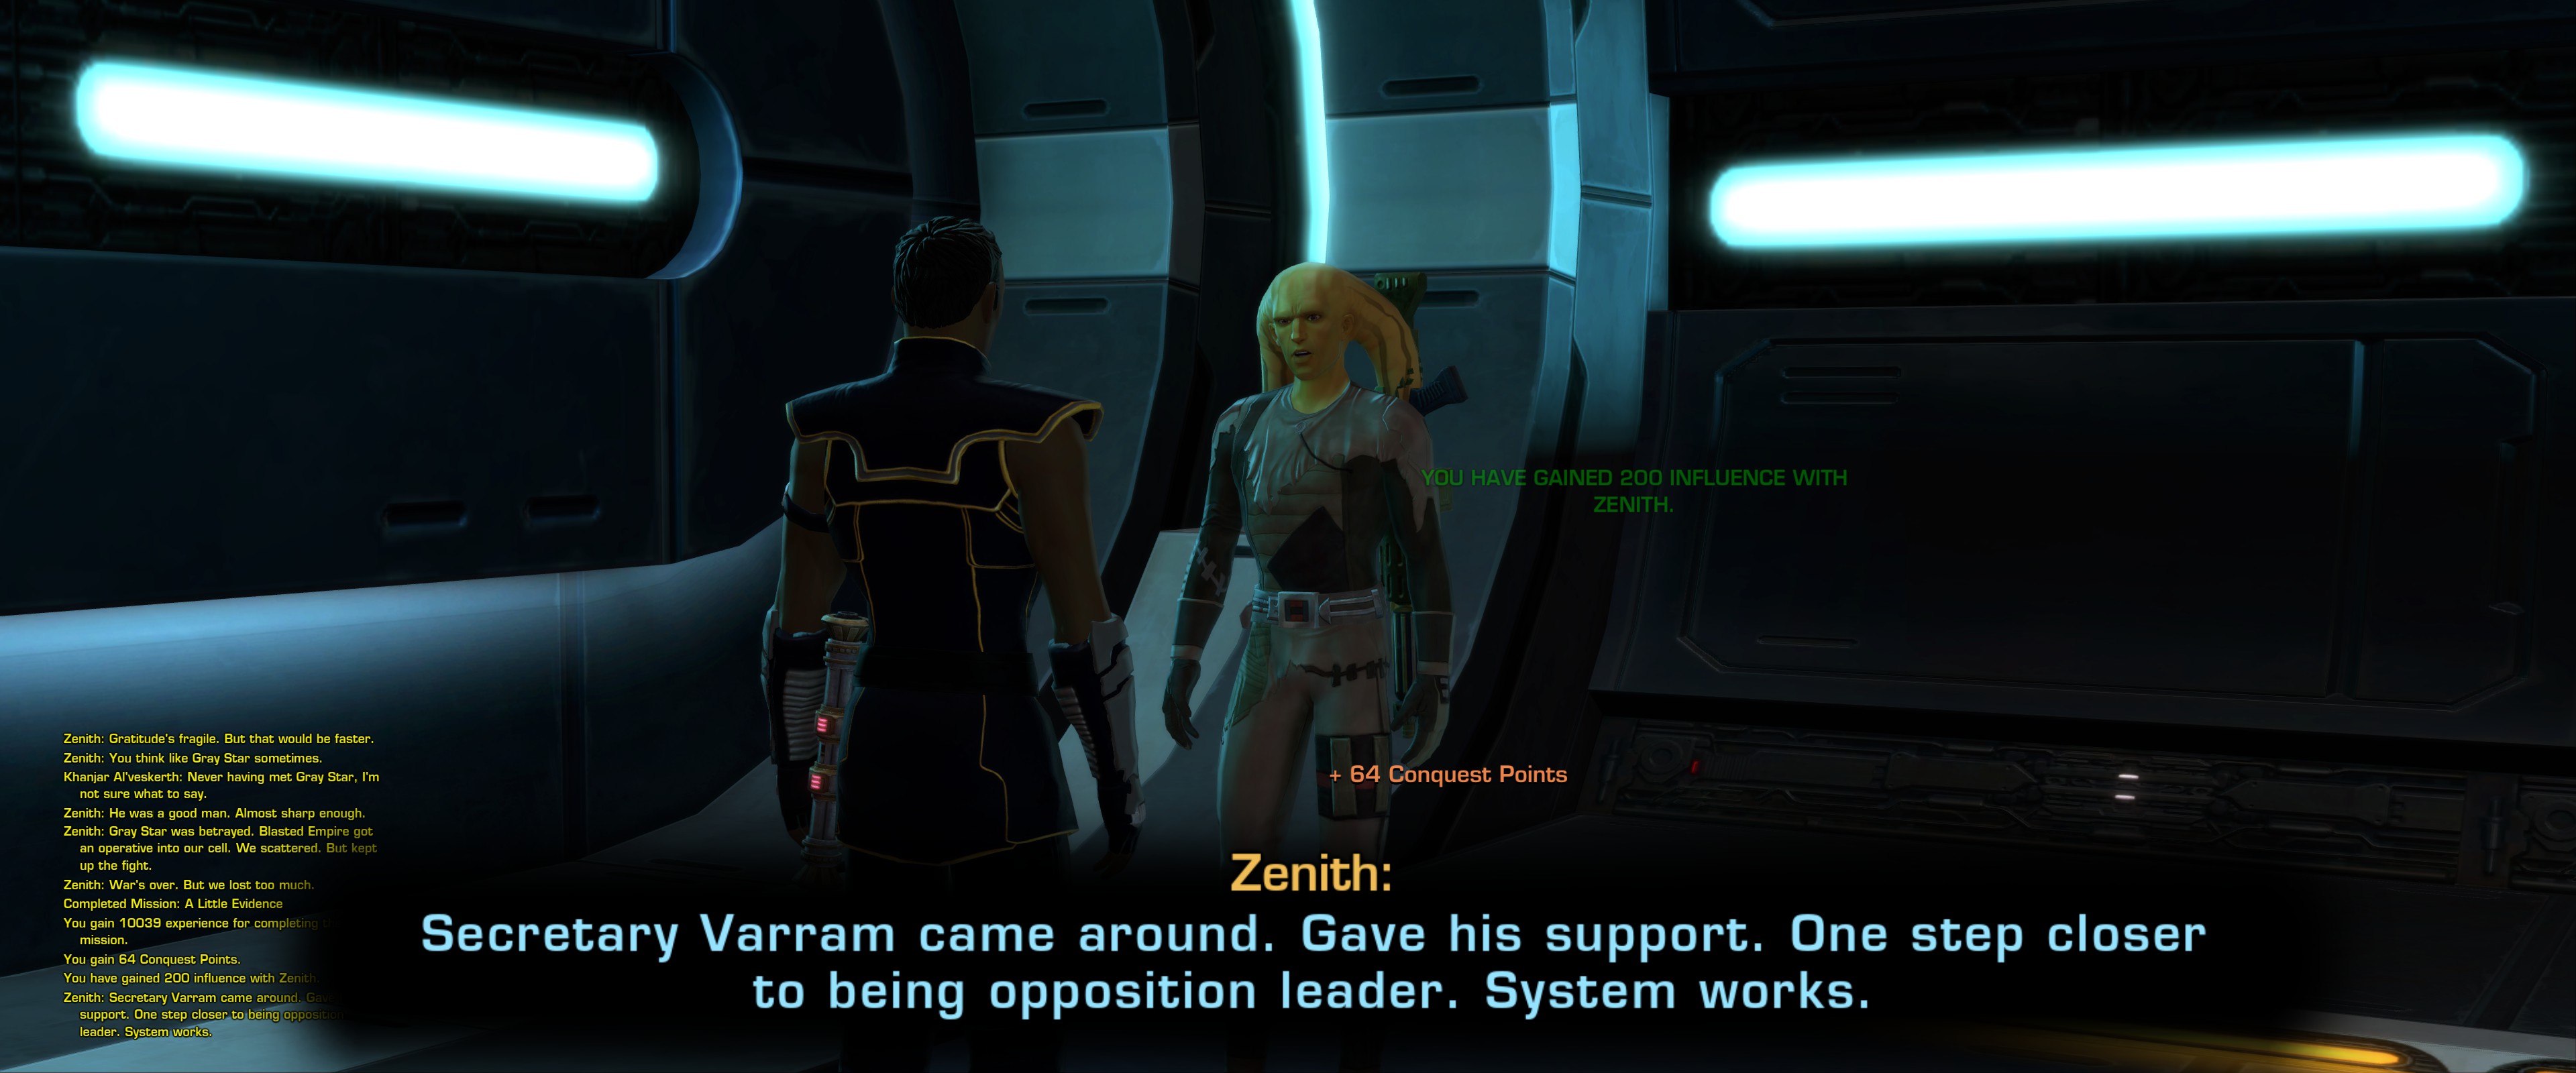 YOU HAVE GAINED 200 INFLUENCE WITH
ZENITH.
+ 64 Conquest Points
Zenith: Gratitude's fragile. But that would be faster.
Zenith: You think like Gray Star sometimes.
Khanjar Al'veskerth: Never having met Gray Star, I'm
not sure what to say.
Zenith: He was a good man. Almost sharp enough.
Zenith: Gray Star was betrayed. Blasted Empire got
an operative into our cell. We scattered. But kept
up the fight.
Zenith: War's over. But we lost too much.
Completed Mission: A Little Evidence
You gain 10039 experience for completing
mission.
You gain 64 Conquest Points.
You have gained 200 influence with Zenith.
Zenith: Secretary Varram came around. Gave
support. One step closer to being opposition
leader. System works.
Zenith:
Secretary Varram came around. Gave his support. One step closer
to being opposition leader. System works.